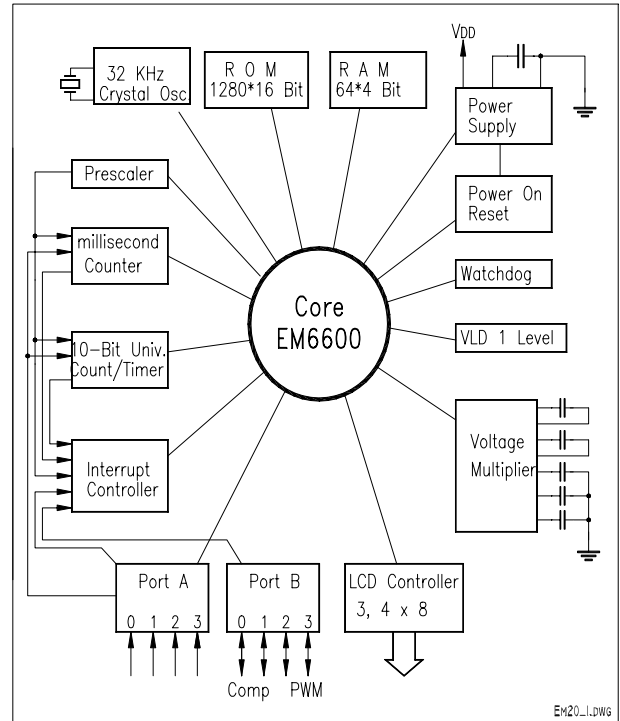 32 KHz
Crystal Osc
R O M
1280*16 Bit
R A M
64*4 Bit
VDD
Power
Supply
Prescaler
Power On
Reset
millisecond
Counter
Core
EM6600
Watchdog
10-Bit Univ.
Count/Timer
VLD 1 Level
Interrupt
Controller
Voltage
Multiplier
Port A
0 1 2 3
Port B
0 1 2 3
Comp PWM
LCD Controller
3, 4 x 8
EM20_1.DWG